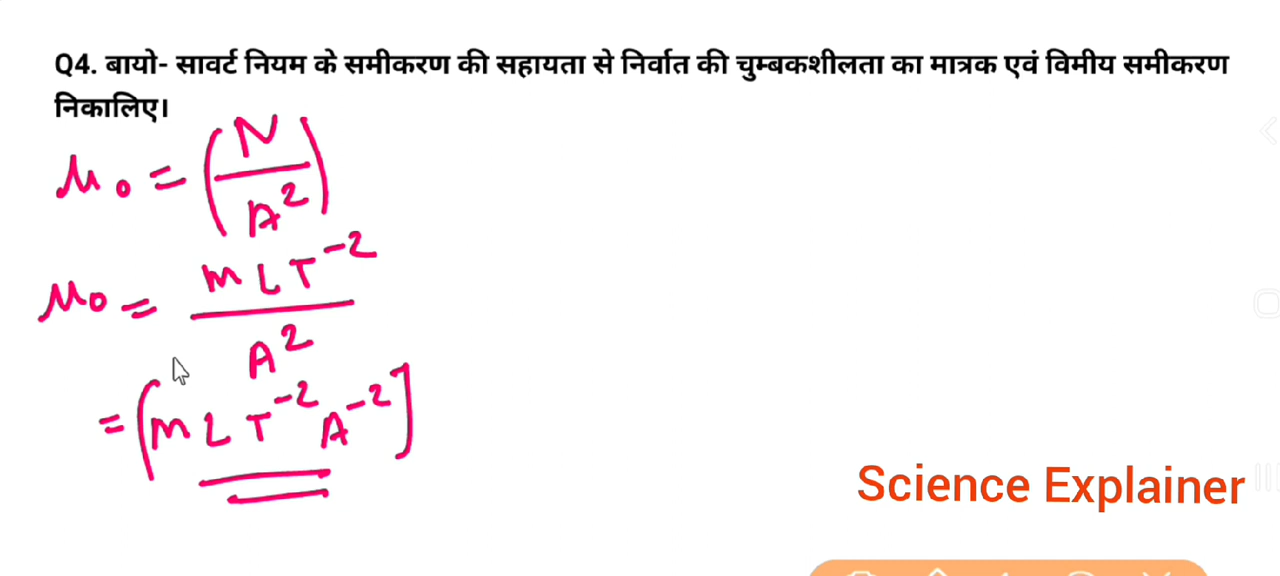 Q4. बायो- सावर्ट नियम के समीकरण की सहायता से निर्वात की चुम्बकशीलता का मात्रक एवं विमीय समीकरण
निकालिए।
μ₀ = (N/A²)
μ₀ = MLT⁻²/A²
= [MLT⁻²A⁻²]
Science Explainer